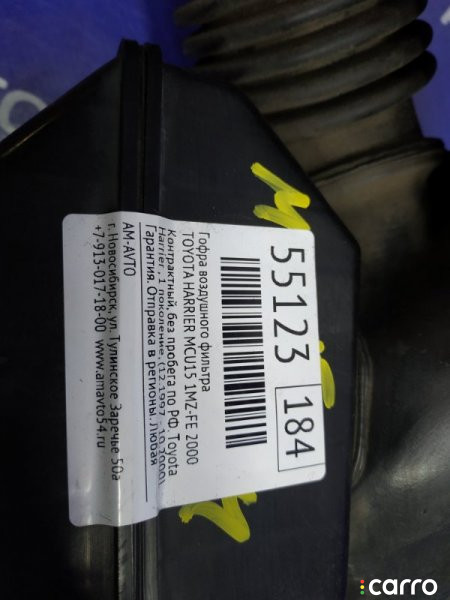 55123
184
Гофра воздушного фильтра
TOYOTA HARRIER MCU15 1MZ-FE 2000
Контрактный, без пробега по РФ. Toyota
Harrier, 1 поколение, (12.1997 - 10.2000)
Гарантия. Отправка в регионы. Любая
AM-AVTO
г. Новосибирск, ул. Тулинское Заречье 50а
+7-913-017-18-00 www.amavto54.ru
carro